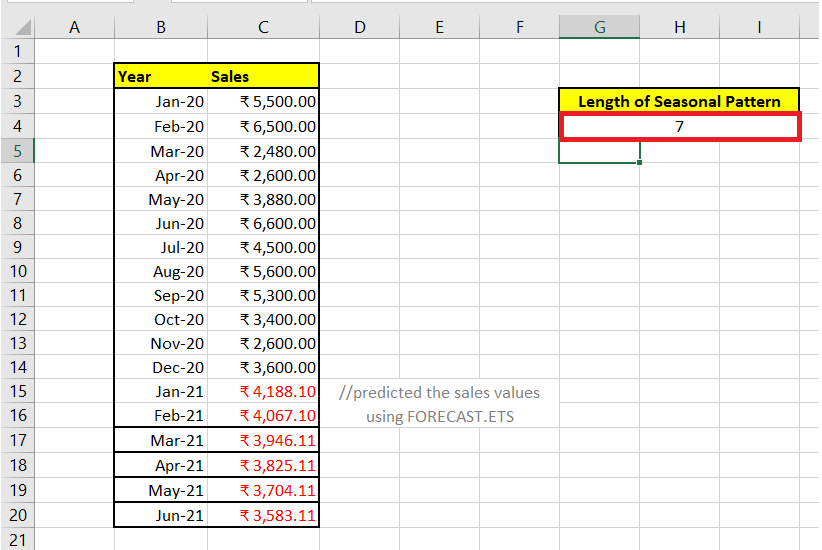 A B C D E F G H I
1
2 Year Sales
3 Jan-20 ₹ 5,500.00 Length of Seasonal Pattern
4 Feb-20 ₹ 6,500.00 7
5 Mar-20 ₹ 2,480.00
6 Apr-20 ₹ 2,600.00
7 May-20 ₹ 3,880.00
8 Jun-20 ₹ 6,600.00
9 Jul-20 ₹ 4,500.00
10 Aug-20 ₹ 5,600.00
11 Sep-20 ₹ 5,300.00
12 Oct-20 ₹ 3,400.00
13 Nov-20 ₹ 2,600.00
14 Dec-20 ₹ 3,600.00
15 Jan-21 ₹ 4,188.10 //predicted the sales values
16 Feb-21 ₹ 4,067.10 using FORECAST.ETS
17 Mar-21 ₹ 3,946.11
18 Apr-21 ₹ 3,825.11
19 May-21 ₹ 3,704.11
20 Jun-21 ₹ 3,583.11
21